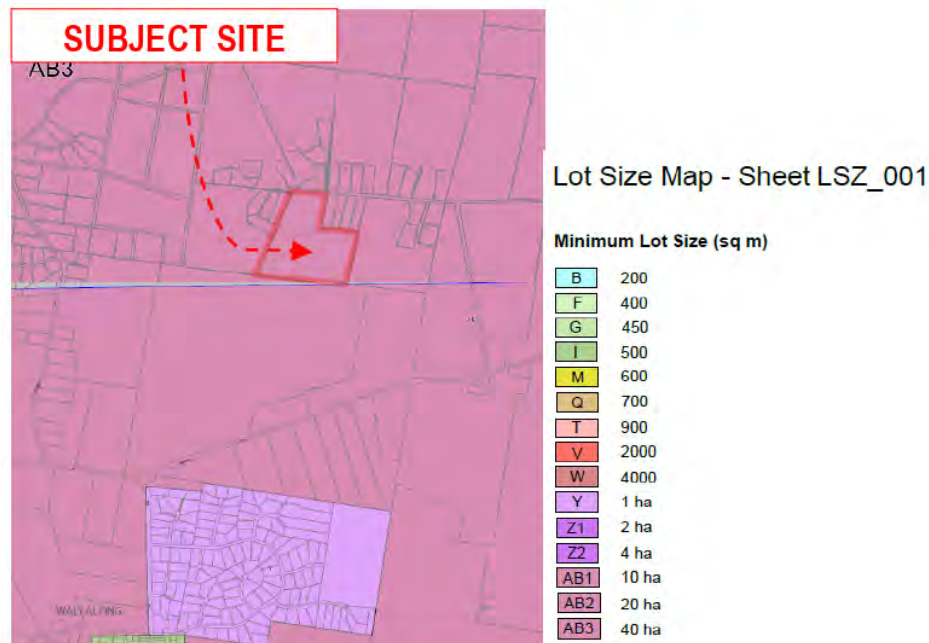 SUBJECT SITE
AB3
Lot Size Map - Sheet LSZ_001
Minimum Lot Size (sq m)
B 200
F 400
G 450
I 500
M 600
Q 700
T 900
V 2000
W 4000
Y 1 ha
Z1 2 ha
Z2 4 ha
AB1 10 ha
AB2 20 ha
AB3 40 ha